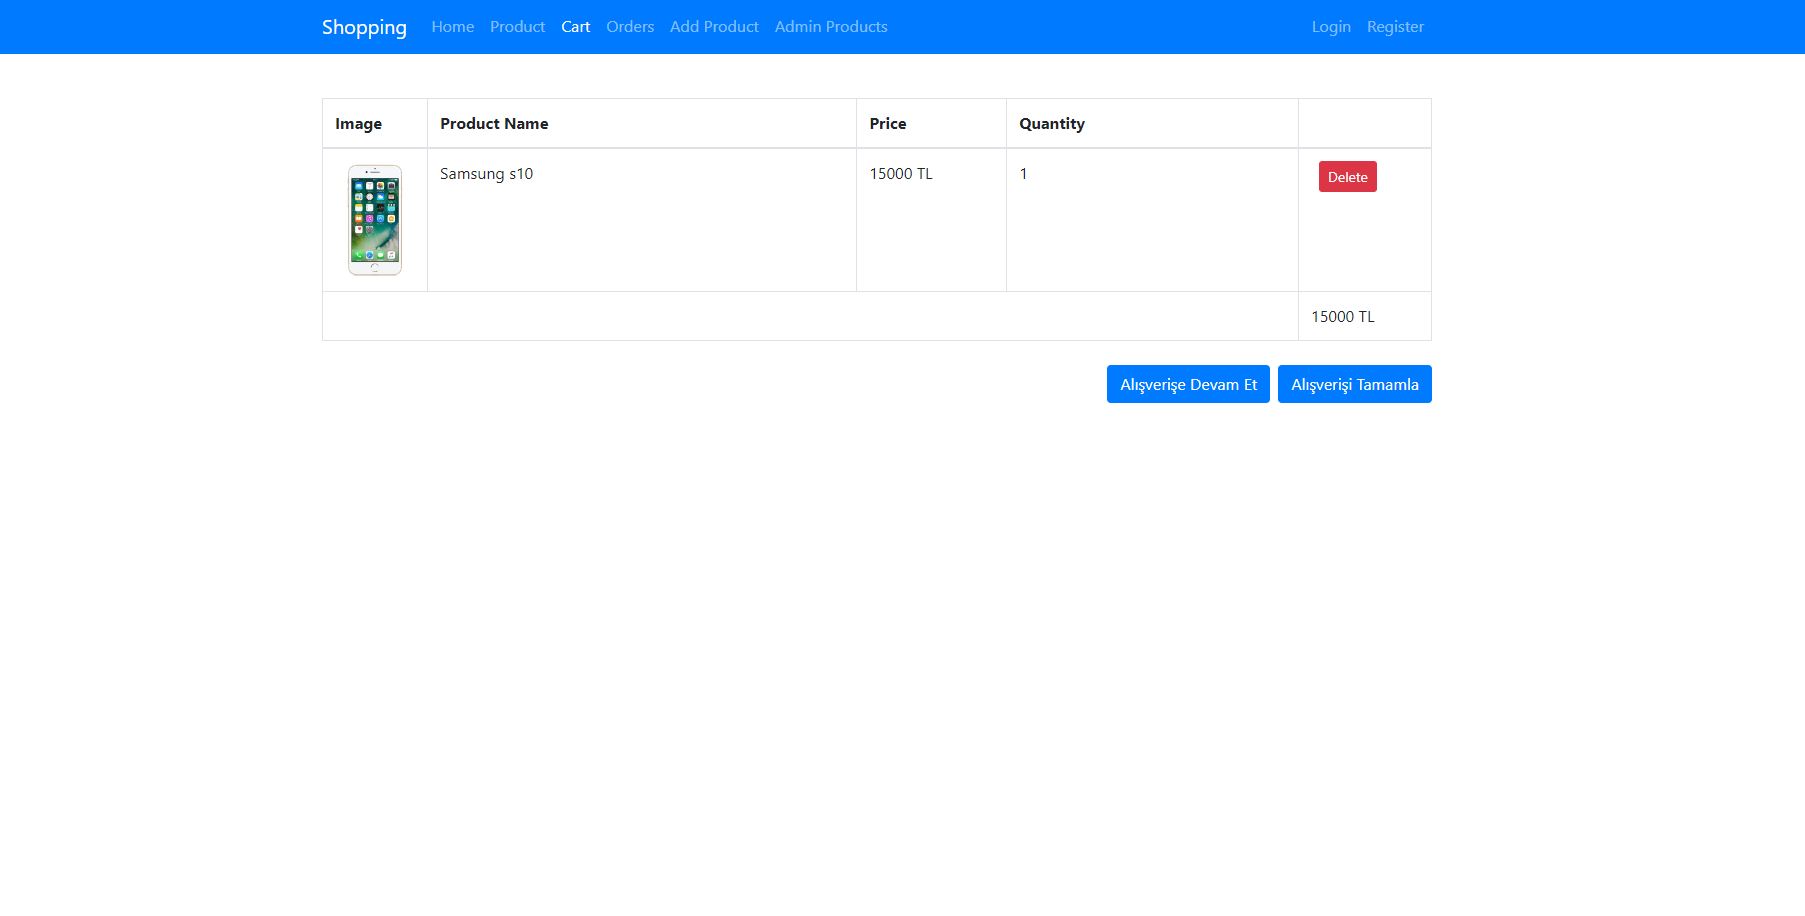 Shopping Home Product Cart Orders Add Product Admin Products Login Register
Image Product Name Price Quantity
Samsung s10 15000 TL 1 Delete
15000 TL
Alışverişe Devam Et Alışverişi Tamamla